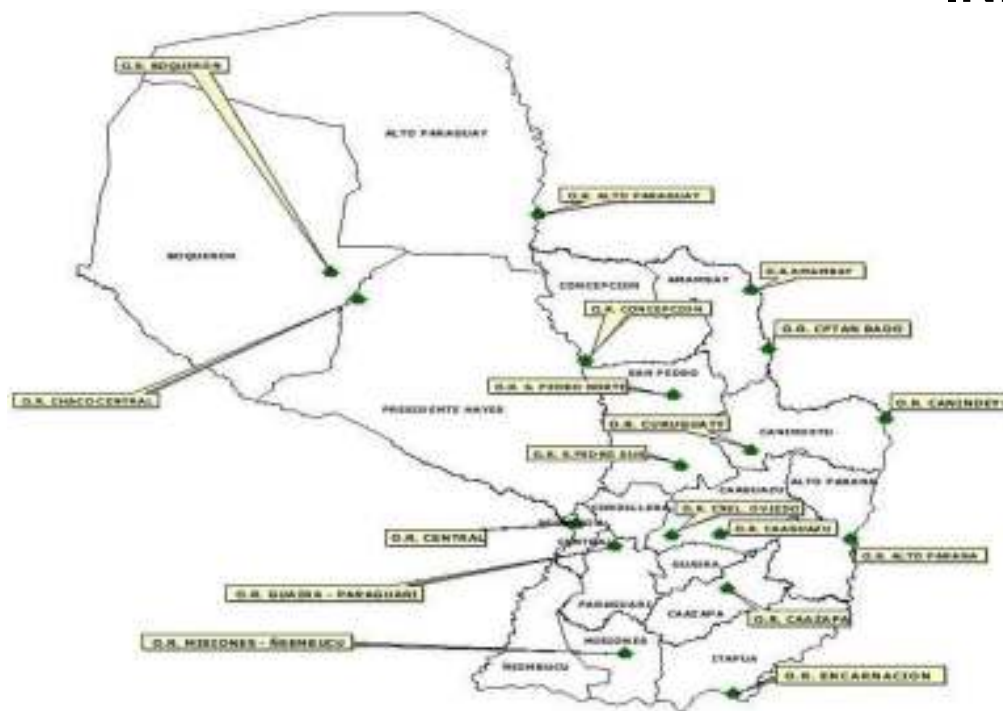 O.R. BOQUERON
ALTO PARAGUAY
O.R. ALTO PARAGUAY
BOQUERON
CONCEPCION
AMAMBAY
O.R. AMAMBAY
O.R. CONCEPCION
O.R. CPTAN BADO
SAN PEDRO
O.R. S. PEDRO NORTE
O.R. CHACO CENTRAL
PRESIDENTE HAYES
O.R. CANINDEY
O.R. CURUGUATY
CANINDEYU
O.R. S.PEDRO SUR
CAAGUAZU
ALTO PARANA
CORDILLERA
O.R. CNEL. OVIEDO
O.R. CAAGUAZU
O.R. CENTRAL
O.R. ALTO PARANA
GUAIRA
O.R. GUAIRA - PARAGUARI
PARAGUARI
CAAZAPA
O.R. CAAZAPA
O.R. MISIONES - ÑEEMBUCU
MISIONES
ÑEEMBUCU
ITAPUA
O.R. ENCARNACION